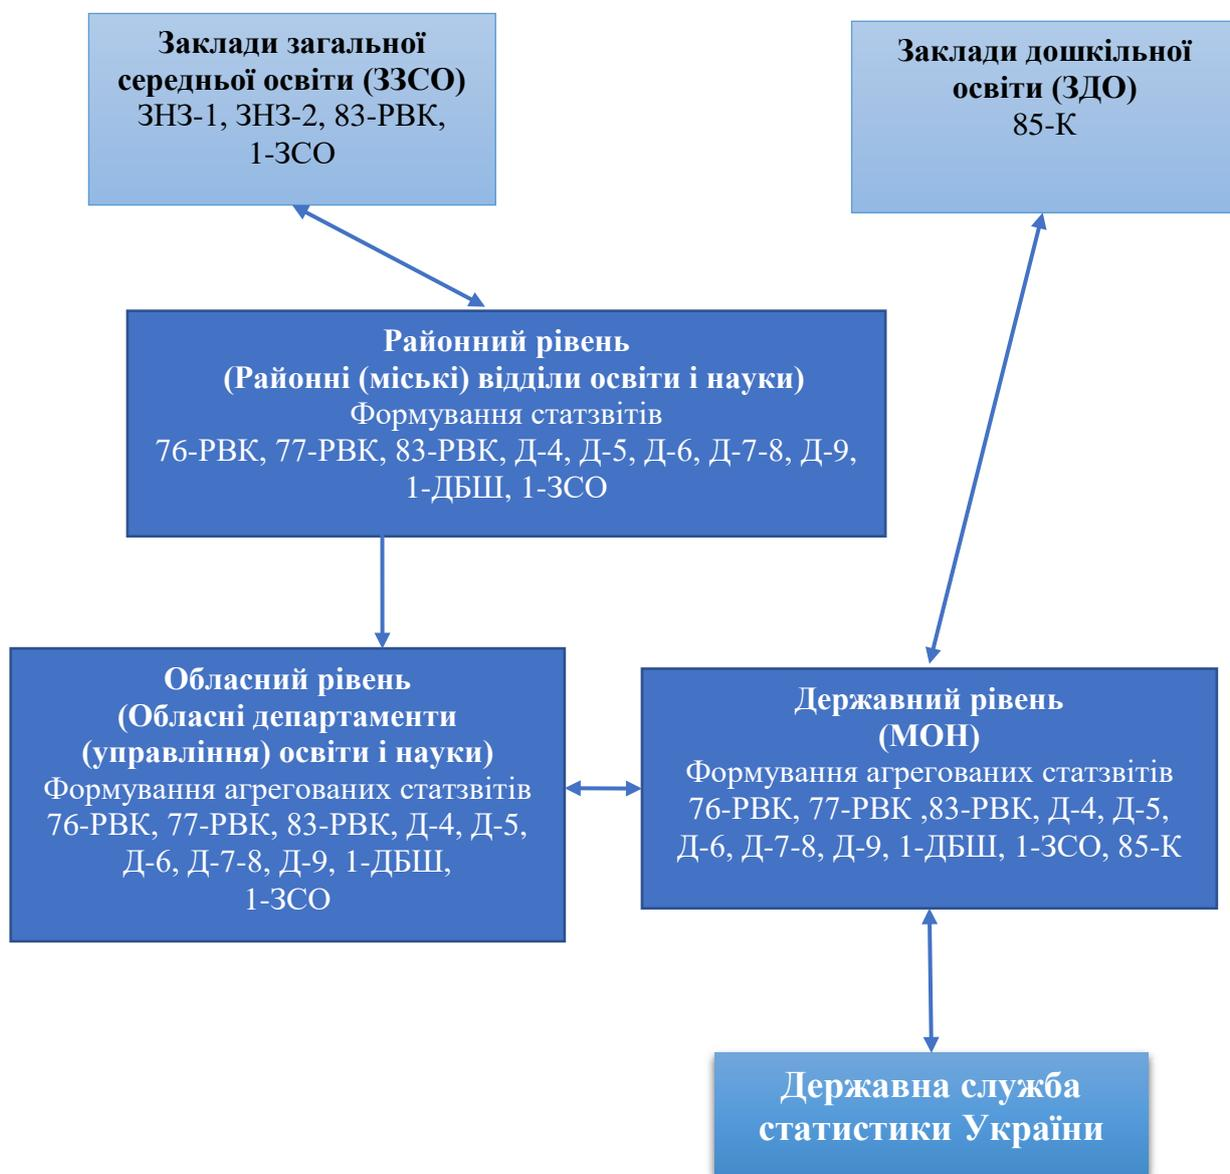 Заклади загальної
середньої освіти (ЗЗСО)
ЗНЗ-1, ЗНЗ-2, 83-РВК,
1-ЗСО
Заклади дошкільної
освіти (ЗДО)
85-К
Районний рівень
(Районні (міські) відділи освіти і науки)
Формування статзвітів
76-РВК, 77-РВК, 83-РВК, Д-4, Д-5, Д-6, Д-7-8, Д-9,
1-ДБШ, 1-ЗСО
Обласний рівень
(Обласні департаменти
(управління) освіти і науки)
Формування агрегованих статзвітів
76-РВК, 77-РВК, 83-РВК, Д-4, Д-5,
Д-6, Д-7-8, Д-9, 1-ДБШ,
1-ЗСО
Державний рівень
(МОН)
Формування агрегованих статзвітів
76-РВК, 77-РВК ,83-РВК, Д-4, Д-5,
Д-6, Д-7-8, Д-9, 1-ДБШ, 1-ЗСО, 85-К
Державна служба
статистики України